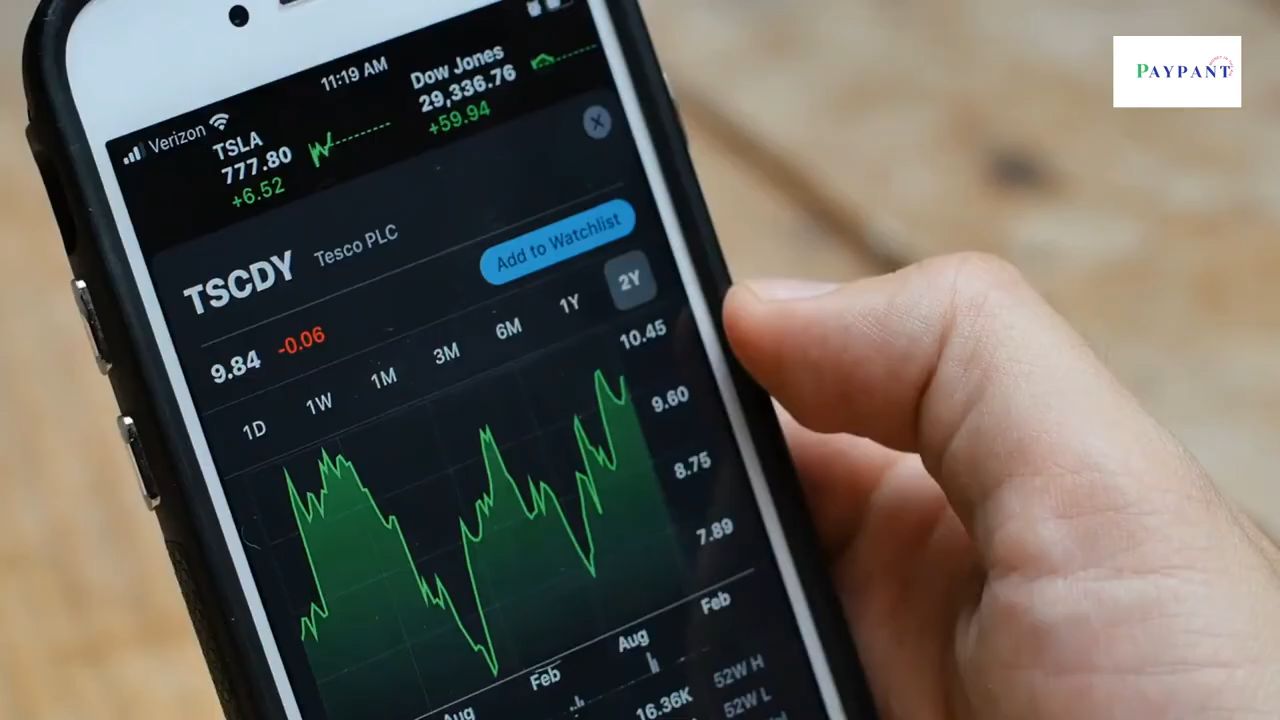 PAYPANT
11:19 AM
Verizon
TSLA
777.80
+6.52
Dow Jones
29,336.76
+59.94
TSCDY Tesco PLC
Add to Watchlist
9.84 -0.06
1D 1W 1M 3M 6M 1Y 2Y
10.45
9.60
8.75
7.89
Aug Feb Aug Feb
16.36K
52W H
52W L